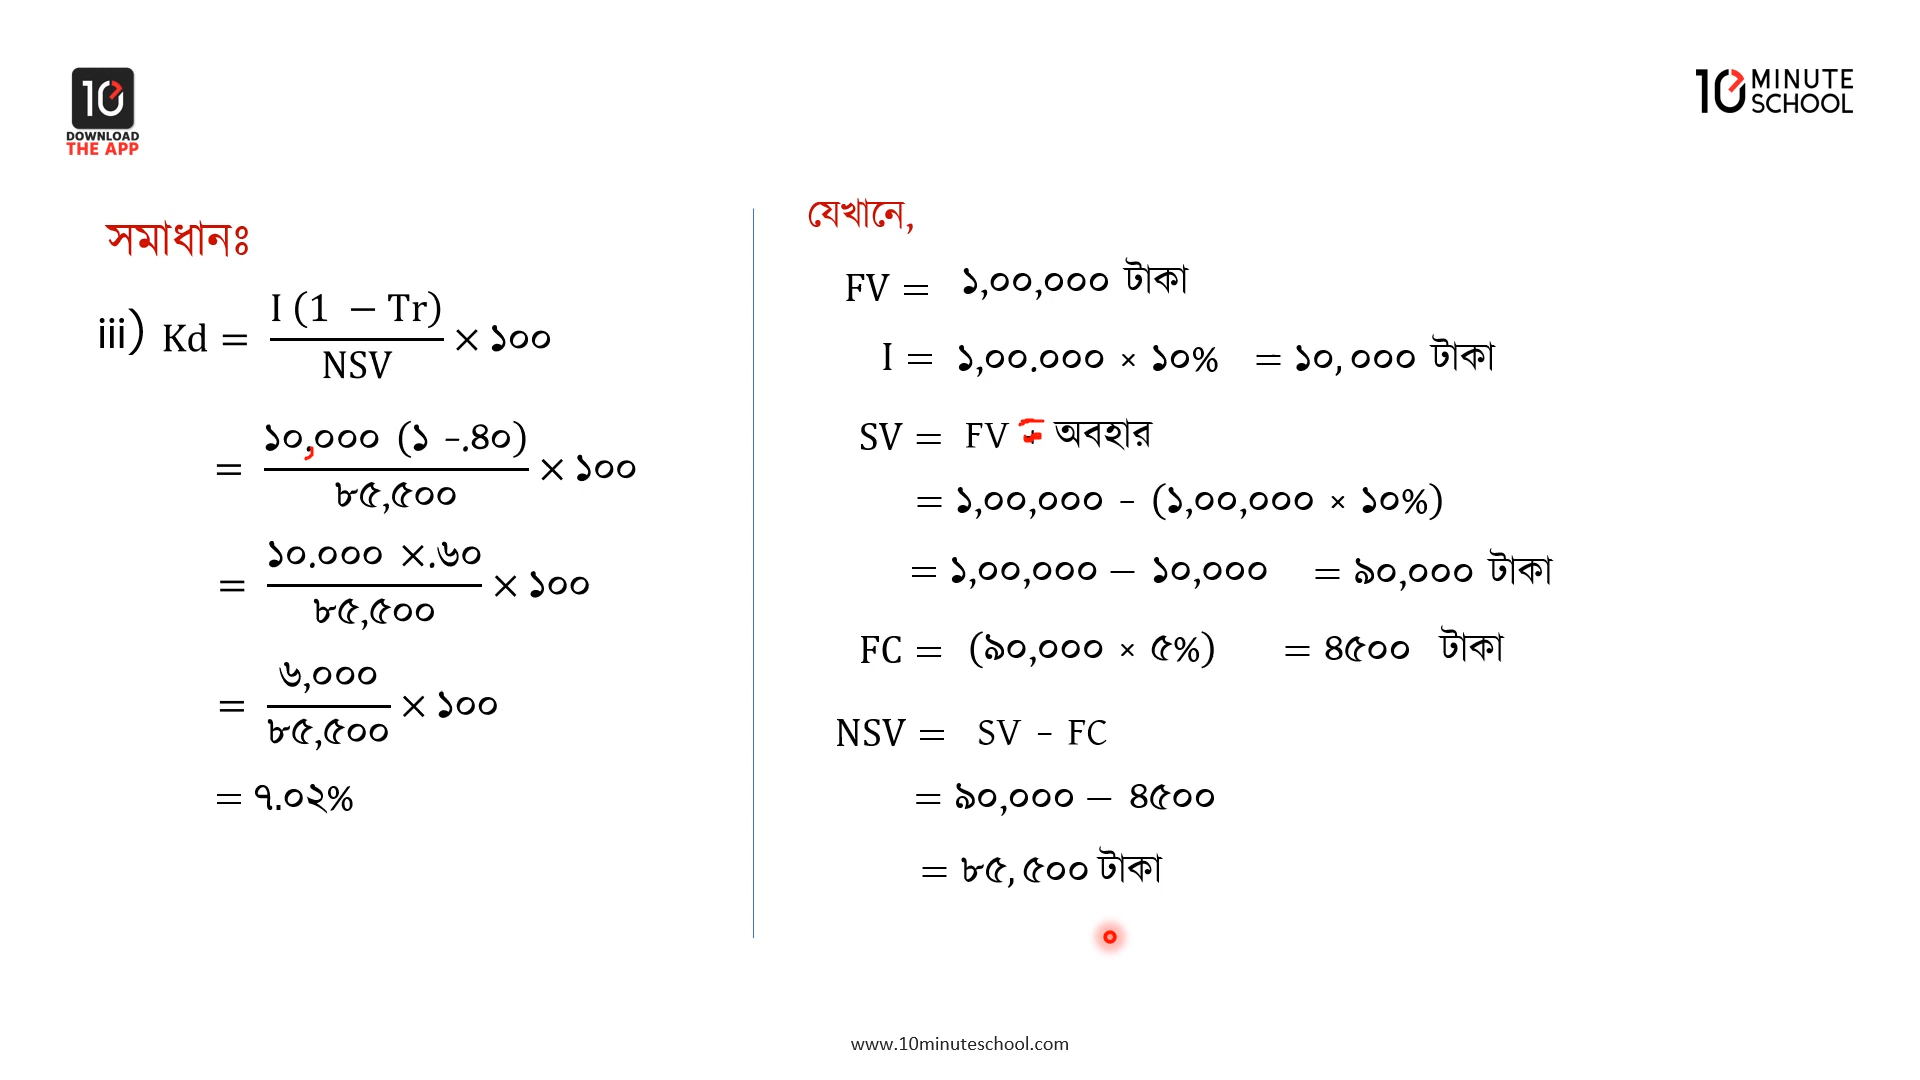 10
DOWNLOAD
THE APP
10 MINUTE
SCHOOL
সমাধানঃ
iii) Kd = I (1 − Tr) / NSV × ১০০
= ১০,০০০ (১ -.৪০) / ৮৫,৫০০ × ১০০
= ১০.০০০ ×.৬০ / ৮৫,৫০০ × ১০০
= ৬,০০০ / ৮৫,৫০০ × ১০০
= ৭.০২%
যেখানে,
FV = ১,০০,০০০ টাকা
I = ১,০০.০০০ × ১০% = ১০, ০০০ টাকা
SV = FV - অবহার
= ১,০০,০০০ - (১,০০,০০০ × ১০%)
= ১,০০,০০০ − ১০,০০০ = ৯০,০০০ টাকা
FC = (৯০,০০০ × ৫%) = ৪৫০০ টাকা
NSV = SV - FC
= ৯০,০০০ − ৪৫০০
= ৮৫, ৫০০ টাকা
www.10minuteschool.com